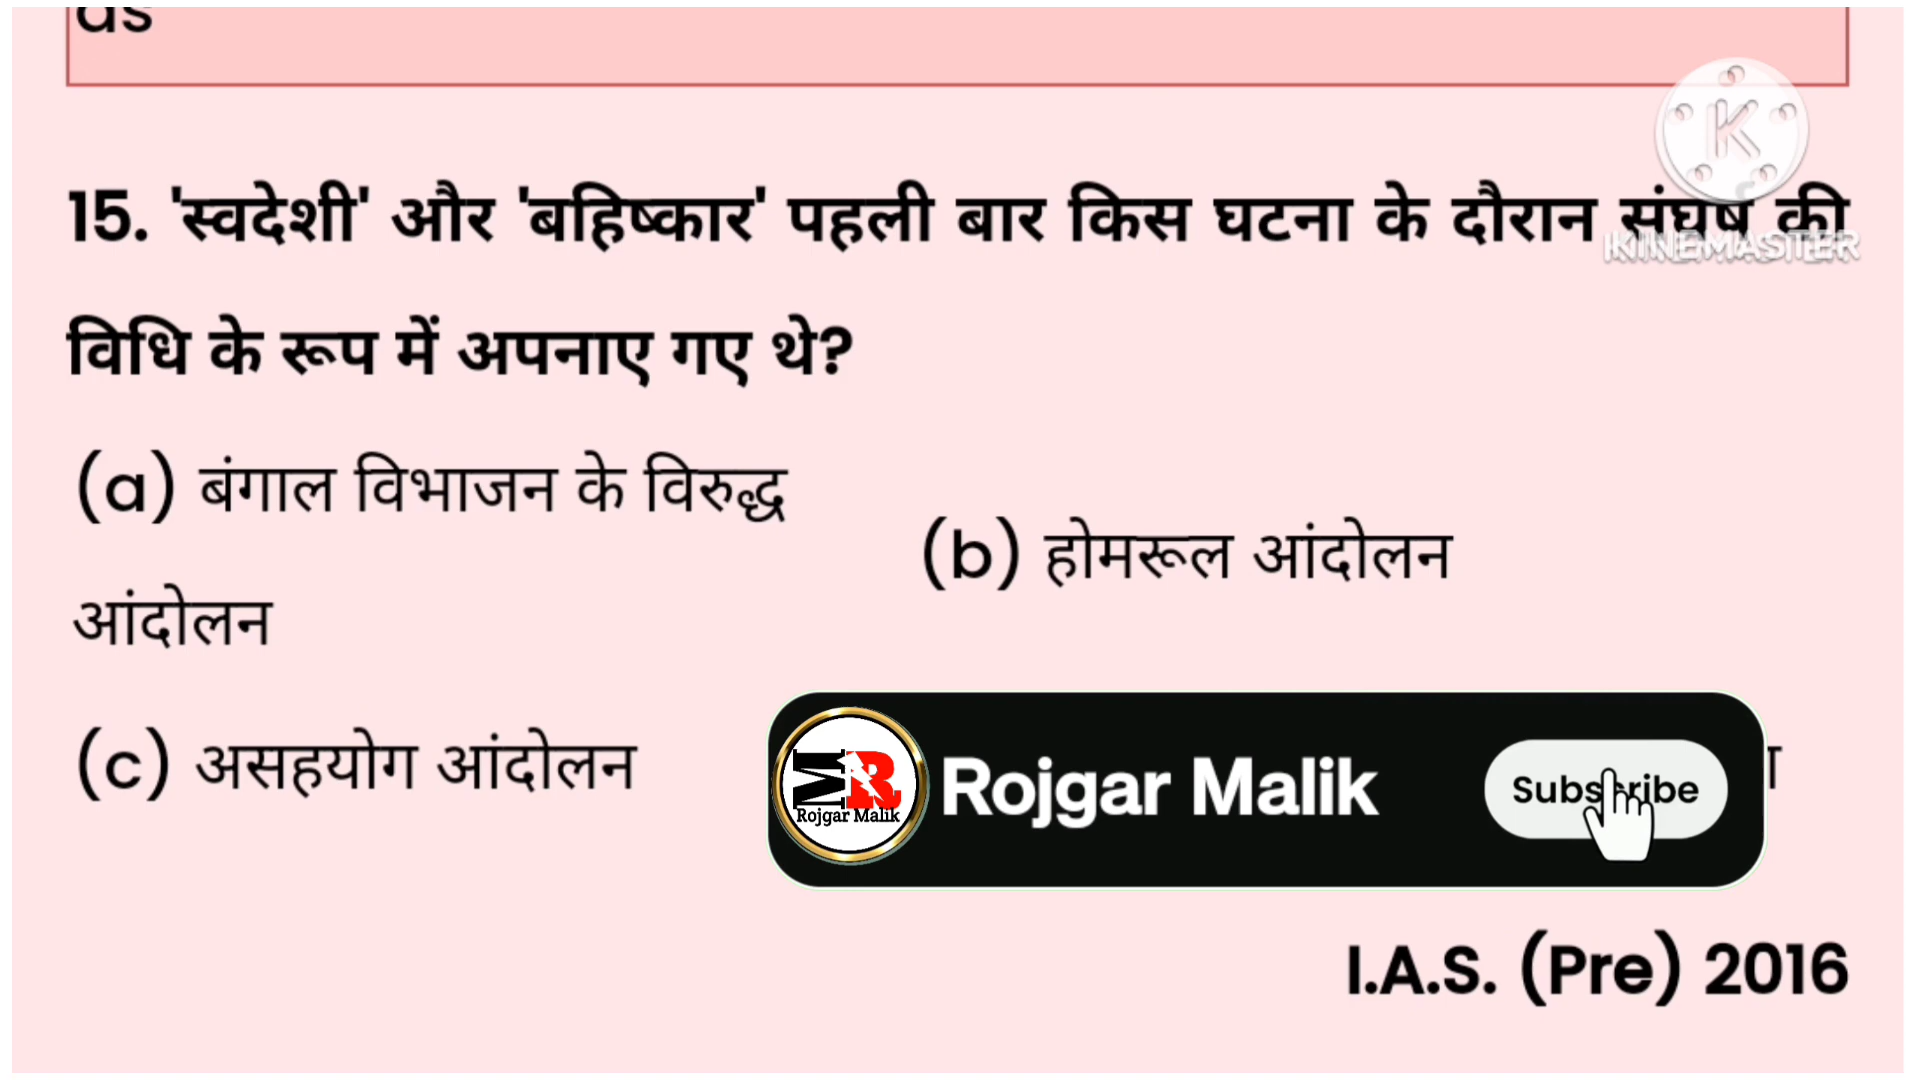 as
15. 'स्वदेशी' और 'बहिष्कार' पहली बार किस घटना के दौरान संघर्ष की
KINEMASTER
विधि के रूप में अपनाए गए थे?
(a) बंगाल विभाजन के विरुद्ध
आंदोलन
(b) होमरूल आंदोलन
(c) असहयोग आंदोलन
Rojgar Malik
Rojgar Malik
Subscribe
I.A.S. (Pre) 2016